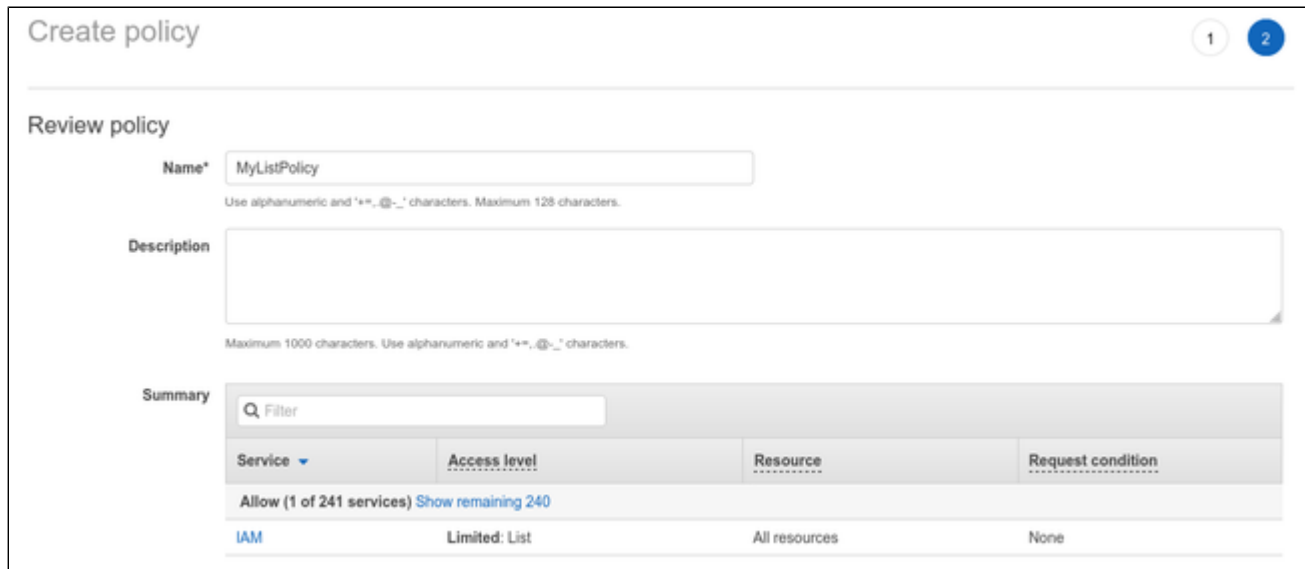 Create policy
1 2
Review policy
Name* MyListPolicy
Use alphanumeric and '+=,.@-_' characters. Maximum 128 characters.
Description
Maximum 1000 characters. Use alphanumeric and '+=,.@-_' characters.
Summary
Filter
Service Access level Resource Request condition
Allow (1 of 241 services) Show remaining 240
IAM Limited: List All resources None